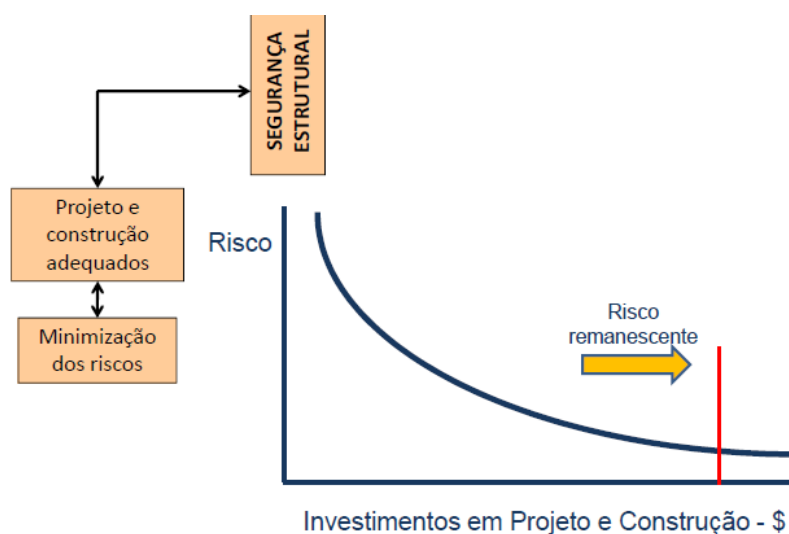 SEGURANÇA
ESTRUTURAL
Projeto e
construção
adequados
Minimização
dos riscos
Risco
Risco
remanescente
Investimentos em Projeto e Construção - $